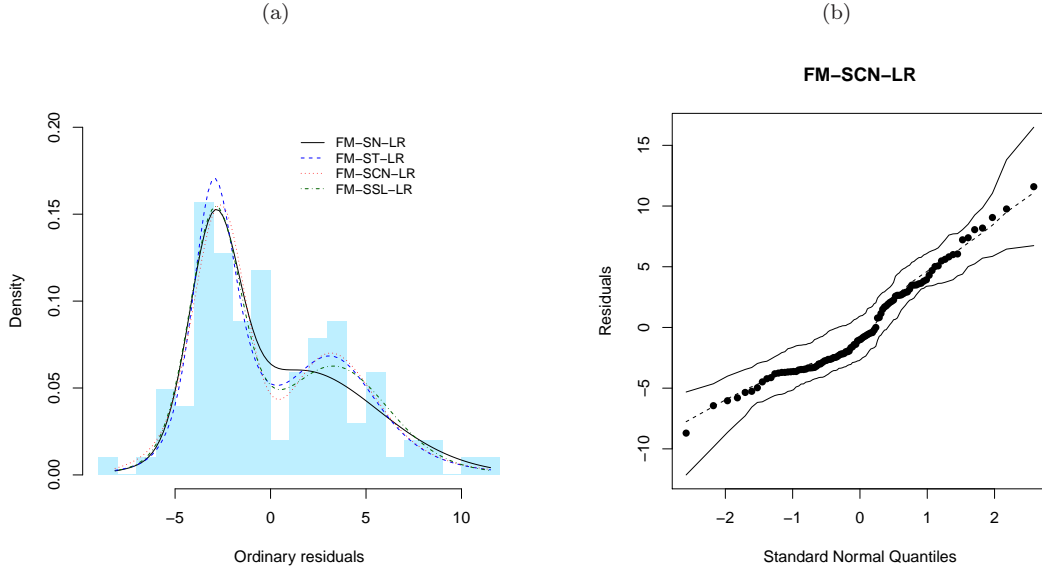 (a)
0.20
0.15
0.10
0.05
0.00
Density
−5
0
5
10
Ordinary residuals
FM−SN−LR
FM−ST−LR
FM−SCN−LR
FM−SSL−LR
(b)
FM−SCN−LR
15
10
5
0
−5
−10
Residuals
−2
−1
0
1
2
Standard Normal Quantiles